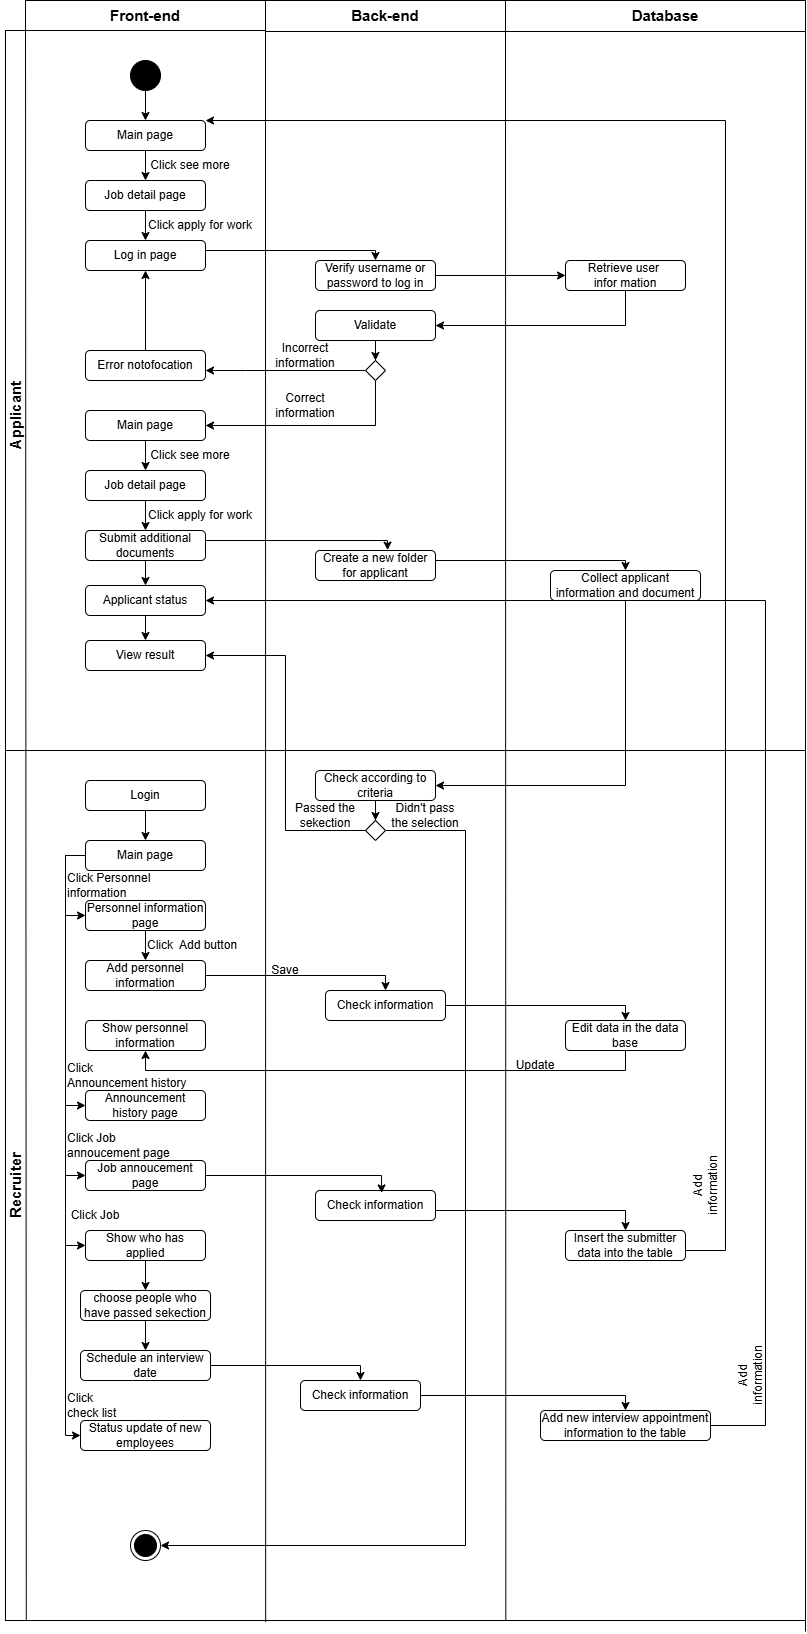 Front-end
Back-end
Database
Applicant
Main page
Click see more
Job detail page
Click apply for work
Log in page
Verify username or
password to log in
Retrieve user
infor mation
Validate
Incorrect
information
Error notofocation
Correct
information
Main page
Click see more
Job detail page
Click apply for work
Submit additional
documents
Create a new folder
for applicant
Collect applicant
information and document
Applicant status
View result
Recruiter
Check according to
criteria
Login
Passed the
sekection
Didn't pass
the selection
Main page
Click Personnel
information
Personnel information
page
Click  Add button
Add personnel
information
Save
Check information
Show personnel
information
Edit data in the data
base
Update
Click
Announcement history
Announcement
history page
Click Job
annoucement page
Job annoucement
page
Check information
Add
information
Click Job
Show who has
applied
Insert the submitter
data into the table
choose people who
have passed sekection
Schedule an interview
date
Check information
Add
information
Click
check list
Add new interview appointment
information to the table
Status update of new
employees